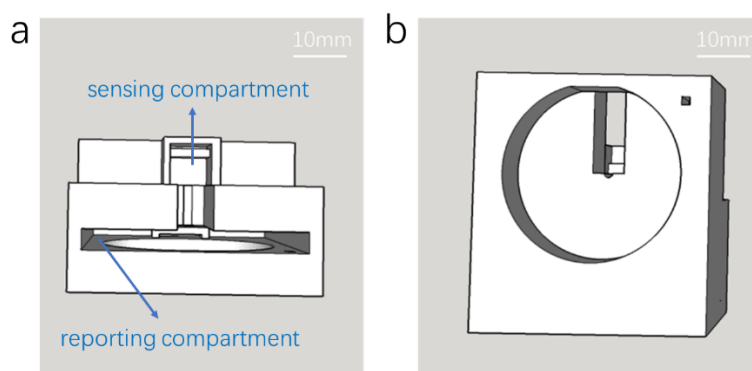 a
10mm
sensing compartment
reporting compartment
b
10mm